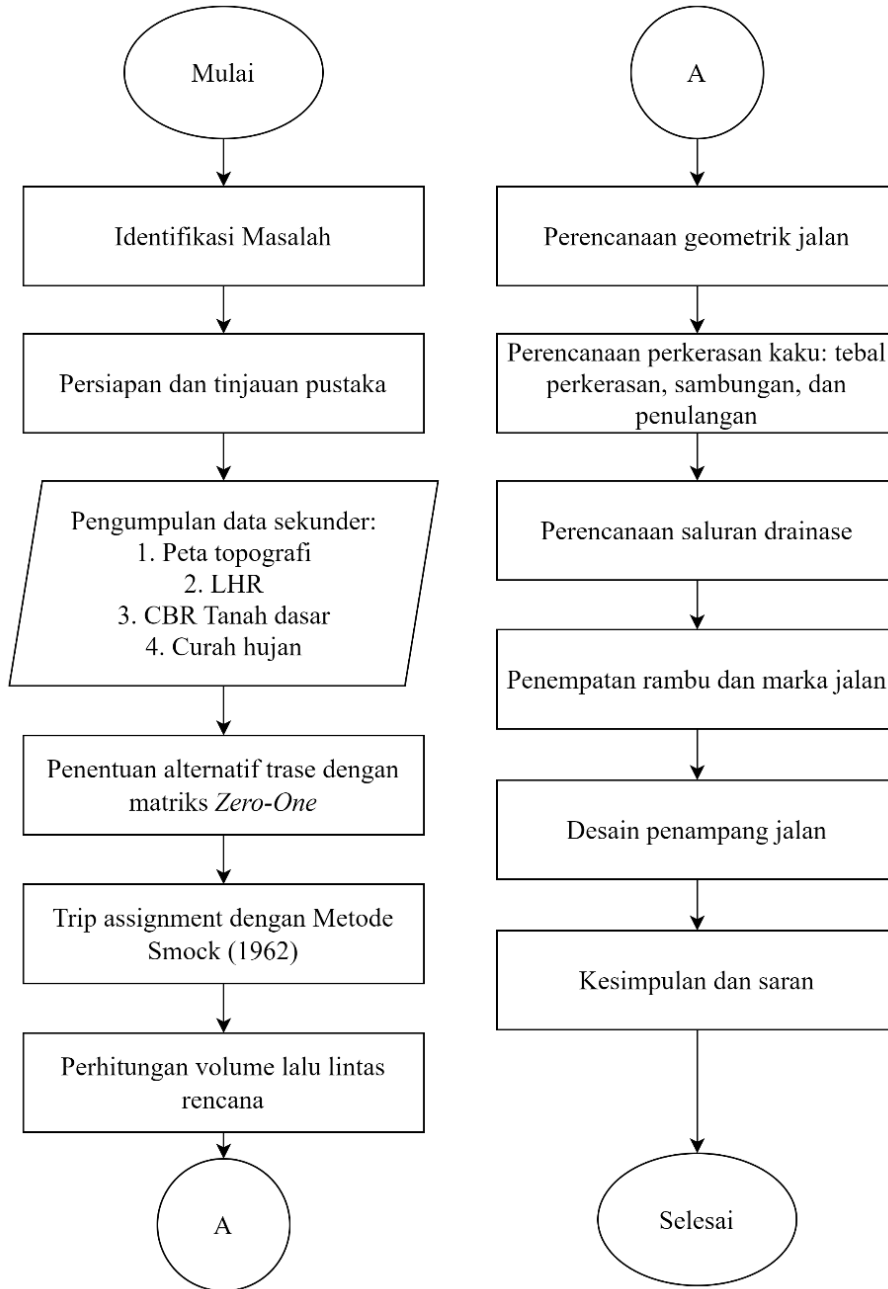 Mulai
Identifikasi Masalah
Persiapan dan tinjauan pustaka
Pengumpulan data sekunder:
1. Peta topografi
2. LHR
3. CBR Tanah dasar
4. Curah hujan
Penentuan alternatif trase dengan
matriks Zero-One
Trip assignment dengan Metode
Smock (1962)
Perhitungan volume lalu lintas
rencana
A
A
Perencanaan geometrik jalan
Perencanaan perkerasan kaku: tebal
perkerasan, sambungan, dan
penulangan
Perencanaan saluran drainase
Penempatan rambu dan marka jalan
Desain penampang jalan
Kesimpulan dan saran
Selesai